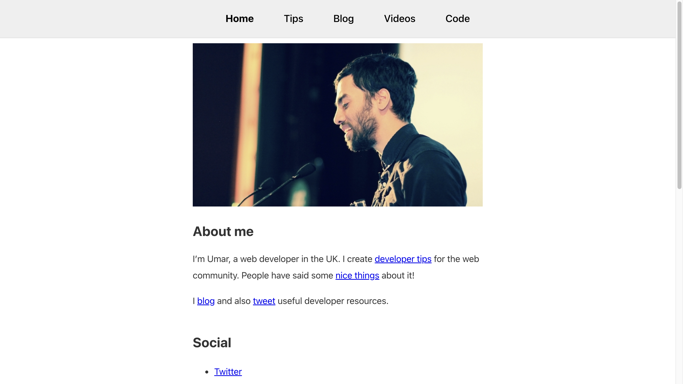 Home Tips Blog Videos Code
About me
I’m Umar, a web developer in the UK. I create developer tips for the web
community. People have said some nice things about it!
I blog and also tweet useful developer resources.
Social
Twitter